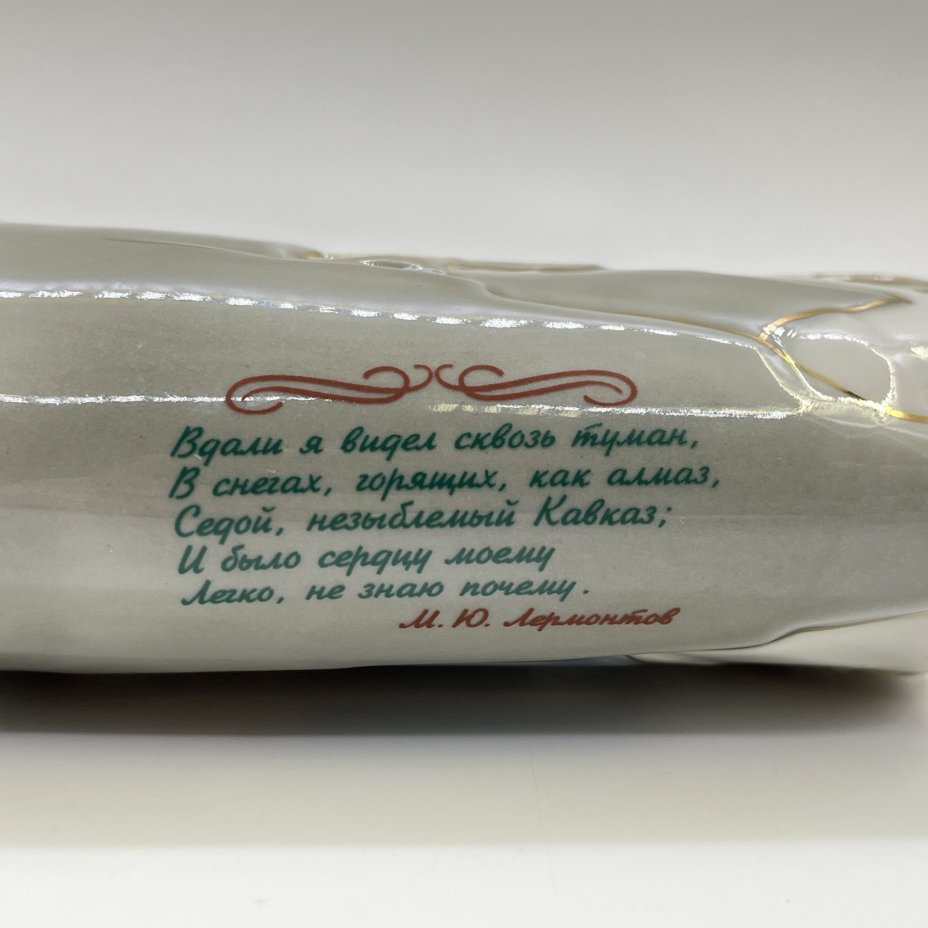 Вдали я видел сквозь туман,
В снегах, горящих, как алмаз,
Седой, незыблемый Кавказ;
И было сердцу моему
Легко, не знаю почему.
М. Ю. Лермонтов